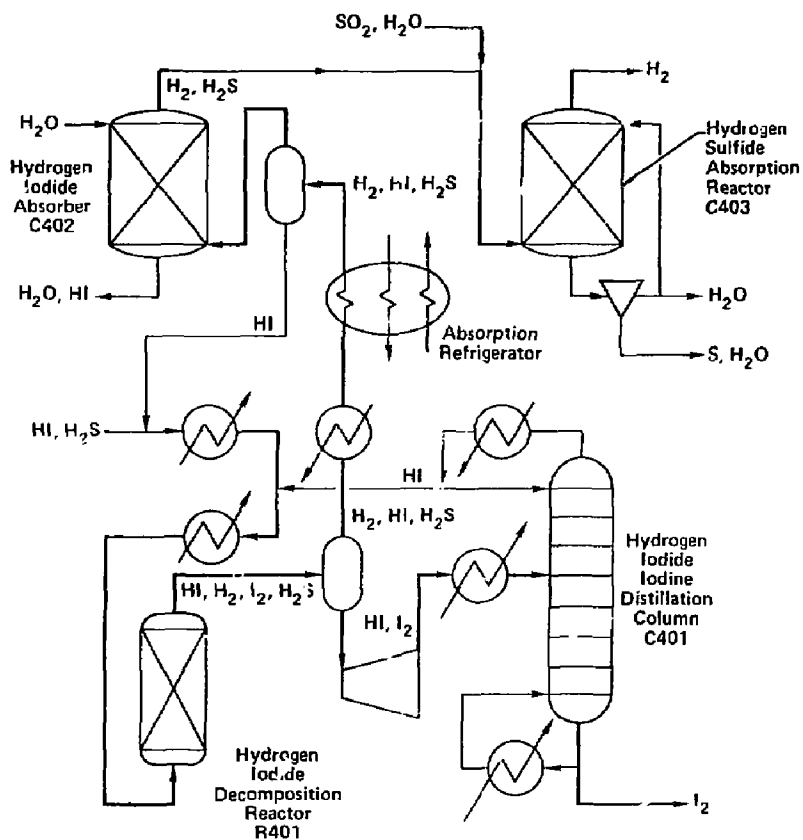 SO2, H2O
H2
H2, H2S
H2O
Hydrogen
Iodide
Absorber
C402
H2, HI, H2S
Hydrogen
Sulfide
Absorption
Reactor
C403
H2O, HI
HI
Absorption
Refrigerator
H2O
S, H2O
HI, H2S
HI
H2, HI, H2S
HI, H2, I2, H2S
HI, I2
Hydrogen
Iodide
Iodine
Distillation
Column
C401
Hydrogen
Iodide
Decomposition
Reactor
R401
I2